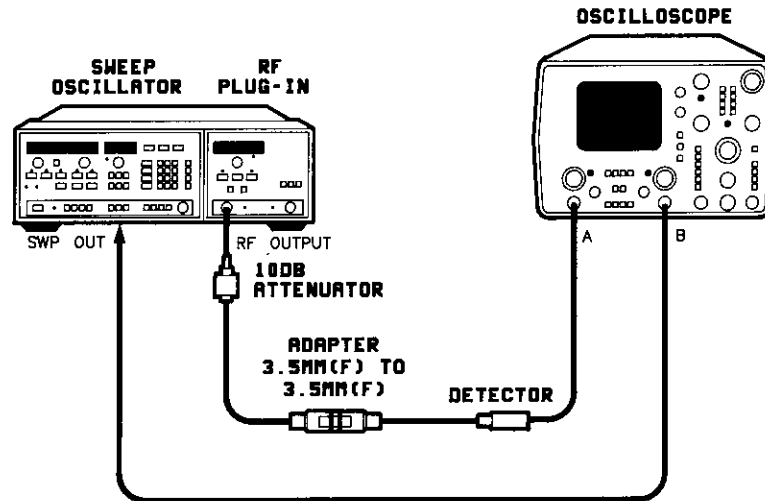 OSCILLOSCOPE
SWEEP
OSCILLATOR
RF
PLUG-IN
SWP OUT
RF OUTPUT
A
B
10DB
ATTENUATOR
ADAPTER
3.5MM(F) TO
3.5MM(F)
DETECTOR